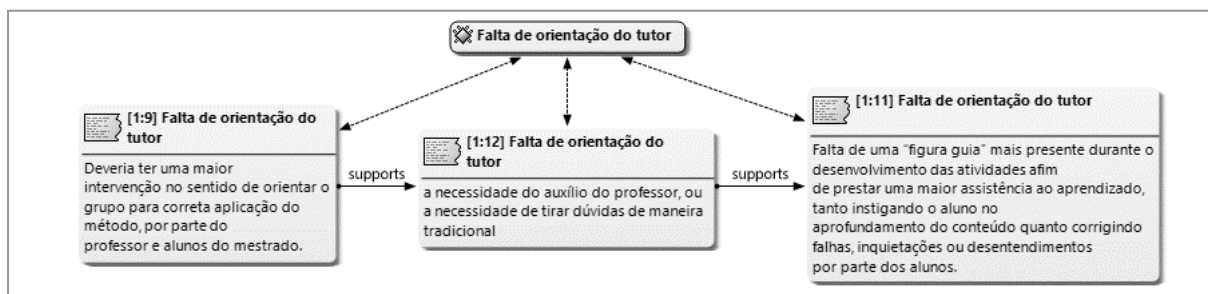 Falta de orientação do tutor
[1:9] Falta de orientação do
tutor
Deveria ter uma maior
intervenção no sentido de orientar o
grupo para correta aplicação do
método, por parte do
professor e alunos do mestrado.
supports
[1:12] Falta de orientação do
tutor
a necessidade do auxílio do professor, ou
a necessidade de tirar dúvidas de maneira
tradicional
supports
[1:11] Falta de orientação do tutor
Falta de uma "figura guia" mais presente durante o
desenvolvimento das atividades afim
de prestar uma maior assistência ao aprendizado,
tanto instigando o aluno no
aprofundamento do conteúdo quanto corrigindo
falhas, inquietações ou desentendimentos
por parte dos alunos.